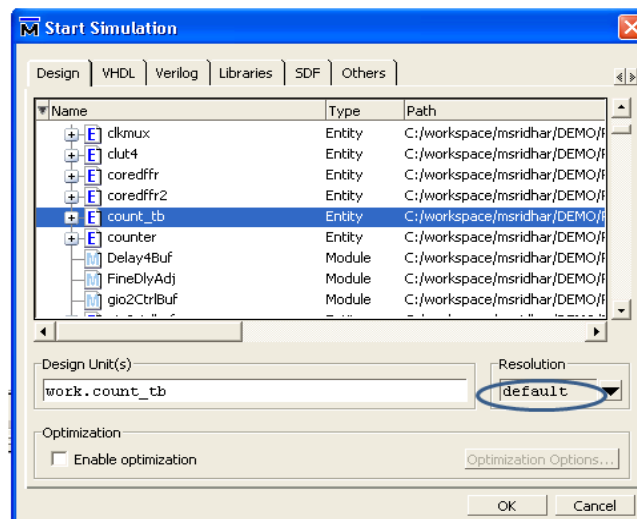 Start Simulation
Design VHDL Verilog Libraries SDF Others
Name Type Path
clkmux Entity C:/workspace/msridhar/DEMO/
clut4 Entity C:/workspace/msridhar/DEMO/
coredffr Entity C:/workspace/msridhar/DEMO/
coredffr2 Entity C:/workspace/msridhar/DEMO/
count_tb Entity C:/workspace/msridhar/DEMO/
counter Entity C:/workspace/msridhar/DEMO/
Delay4Buf Module C:/workspace/msridhar/DEMO/
FineDlyAdj Module C:/workspace/msridhar/DEMO/
gio2CtrlBuf Module C:/workspace/msridhar/DEMO/
Design Unit(s) Resolution
work.count_tb default
Optimization
Enable optimization Optimization Options...
OK Cancel